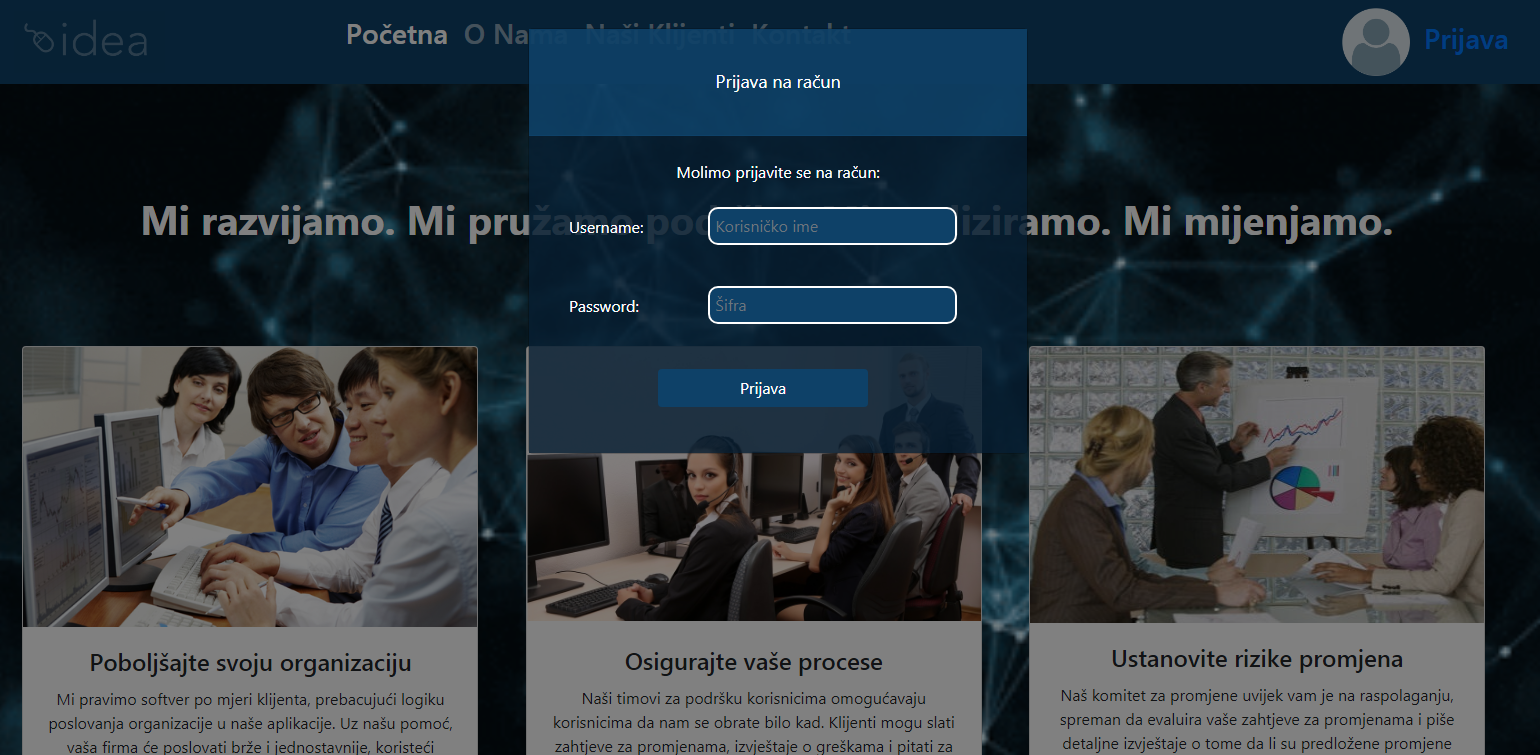 idea
Početna O Nama Naši Klijenti Kontakt
Prijava
Prijava na račun
Molimo prijavite se na račun:
Mi razvijamo. Mi pružamo
Mi mijenjamo.
Username:
Korisničko ime
Password:
Šifra
Prijava
Poboljšajte svoju organizaciju
Mi pravimo softver po mjeri klijenta, prebacujući logiku
poslovanja organizacije u naše aplikacije. Uz našu pomoć,
vaša firma će poslovati brže i jednostavnije, koristeći
Osigurajte vaše procese
Naši timovi za podršku korisnicima omogućavaju
korisnicima da nam se obrate bilo kad. Klijenti mogu slati
zahtjeve za promjenama, izvještaje o greškama i pitati za
Ustanovite rizike promjena
Naš komitet za promjene uvijek vam je na raspolaganju,
spreman da evaluira vaše zahtjeve za promjenama i piše
detaljne izvještaje o tome da li su predložene promjene